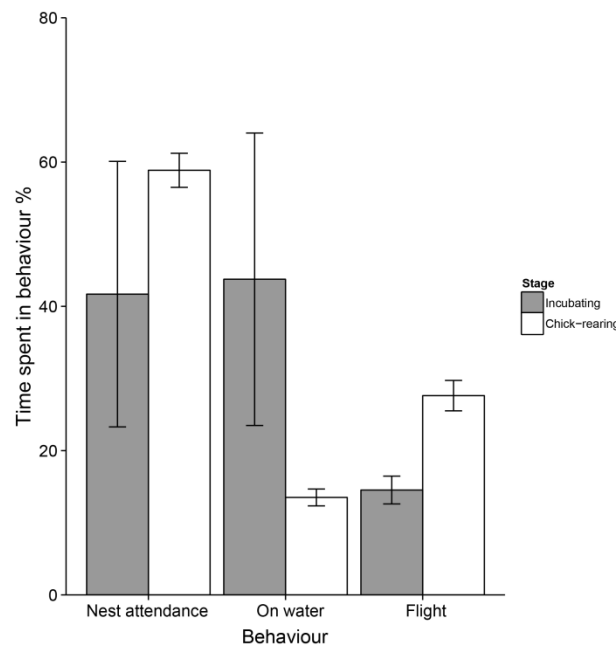 80
60
40
20
0
Time spent in behaviour %
Nest attendance
On water
Flight
Behaviour
Stage
Incubating
Chick−rearing